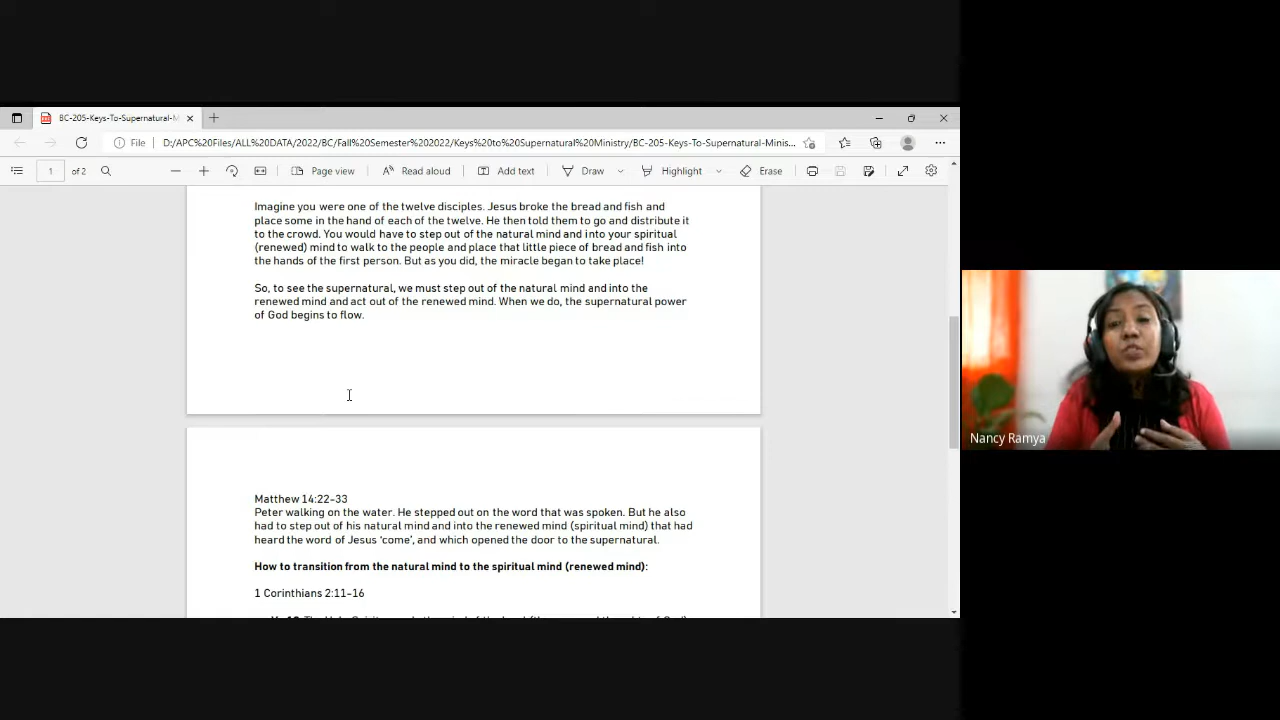 BC-205-Keys-To-Supernatural-M
File
D:/APC%20Files/ALL%20DATA/2022/BC/Fall%20Semester%202022/Keys%20to%20Supernatural%20Ministry/BC-205-Keys-To-Supernatural-Minis...
1 of 2
Page view
Read aloud
Add text
Draw
Highlight
Erase
Imagine you were one of the twelve disciples. Jesus broke the bread and fish and
place some in the hand of each of the twelve. He then told them to go and distribute it
to the crowd. You would have to step out of the natural mind and into your spiritual
(renewed) mind to walk to the people and place that little piece of bread and fish into
the hands of the first person. But as you did, the miracle began to take place!
So, to see the supernatural, we must step out of the natural mind and into the
renewed mind and act out of the renewed mind. When we do, the supernatural power
of God begins to flow.
Matthew 14:22-33
Peter walking on the water. He stepped out on the word that was spoken. But he also
had to step out of his natural mind and into the renewed mind (spiritual mind) that had
heard the word of Jesus ‘come’, and which opened the door to the supernatural.
How to transition from the natural mind to the spiritual mind (renewed mind):
1 Corinthians 2:11-16
Nancy Ramya